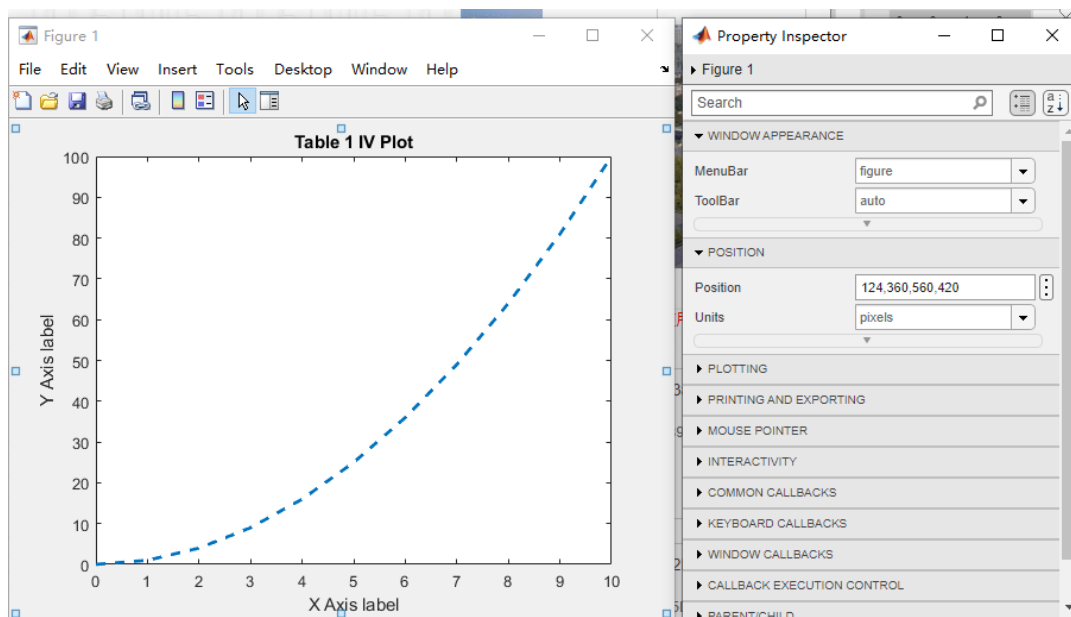 Figure 1
File Edit View Insert Tools Desktop Window Help
Table 1 IV Plot
100
90
80
70
60
50
40
30
20
10
0
Y Axis label
0 1 2 3 4 5 6 7 8 9 10
X Axis label
Property Inspector
Figure 1
Search
WINDOW APPEARANCE
MenuBar figure
ToolBar auto
POSITION
Position 124,360,560,420
Units pixels
PLOTTING
PRINTING AND EXPORTING
MOUSE POINTER
INTERACTIVITY
COMMON CALLBACKS
KEYBOARD CALLBACKS
WINDOW CALLBACKS
CALLBACK EXECUTION CONTROL
PARENT/CHILD